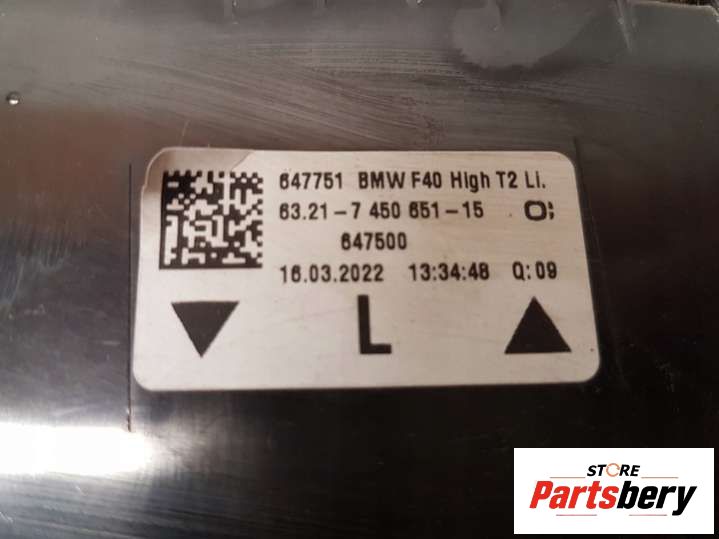 647751 BMW F40 High T2 Li.
63.21-7 450 651-15 O:
647500
16.03.2022 13:34:48 Q:09
L
STORE
Partsbery